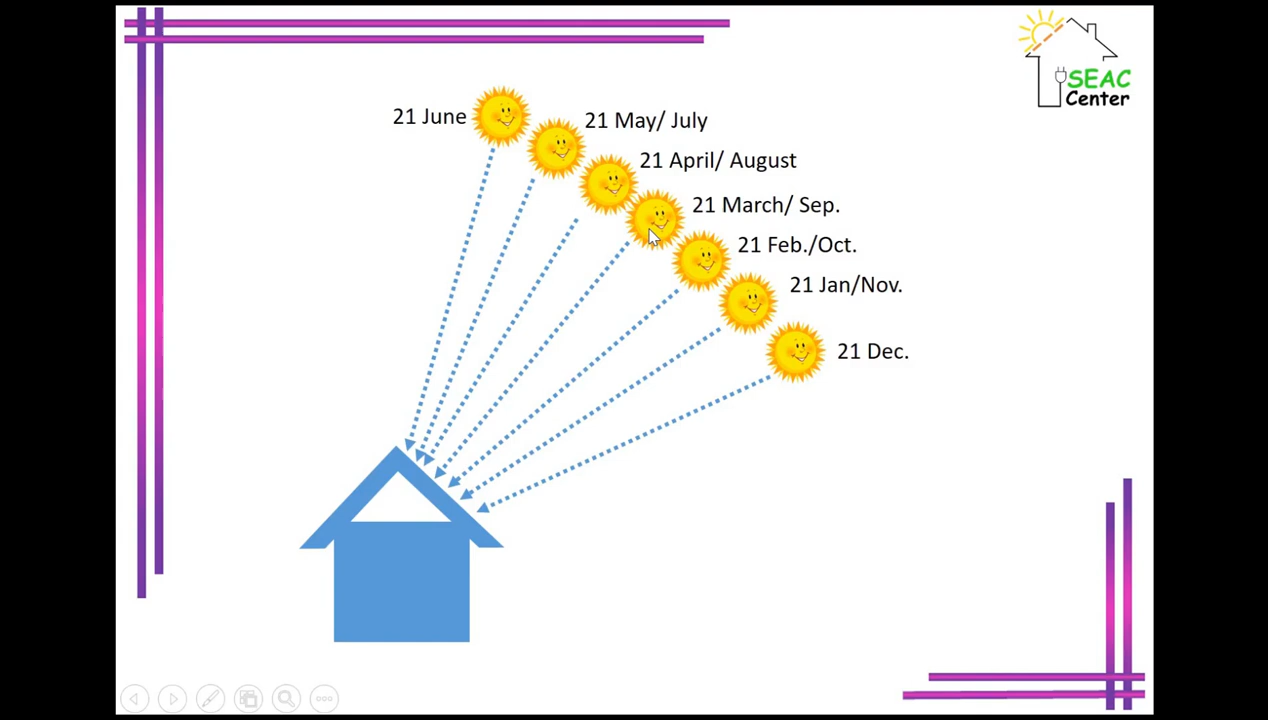 SEAC
Center
21 June
21 May/ July
21 April/ August
21 March/ Sep.
21 Feb./Oct.
21 Jan/Nov.
21 Dec.